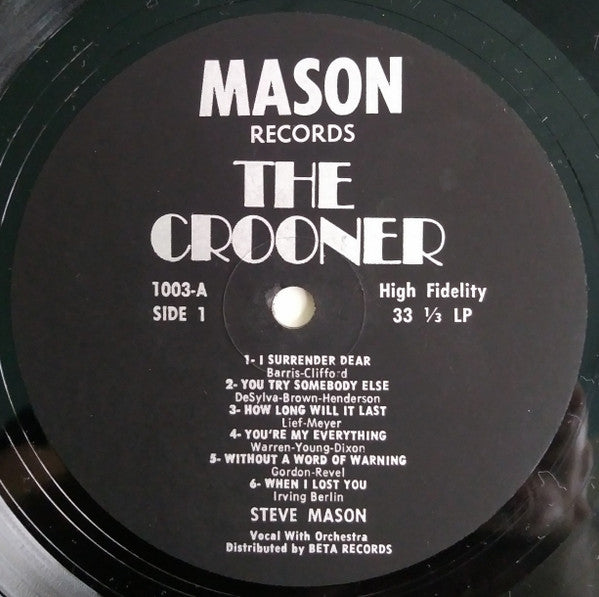 MASON
RECORDS
THE
CROONER
1003-A
SIDE 1
High Fidelity
33 ⅓ LP
1- I SURRENDER DEAR
Barris-Clifford
2- YOU TRY SOMEBODY ELSE
DeSylva-Brown-Henderson
3- HOW LONG WILL IT LAST
Lief-Meyer
4- YOU'RE MY EVERYTHING
Warren-Young-Dixon
5- WITHOUT A WORD OF WARNING
Gordon-Revel
6- WHEN I LOST YOU
Irving Berlin
STEVE MASON
Vocal With Orchestra
Distributed by BETA RECORDS